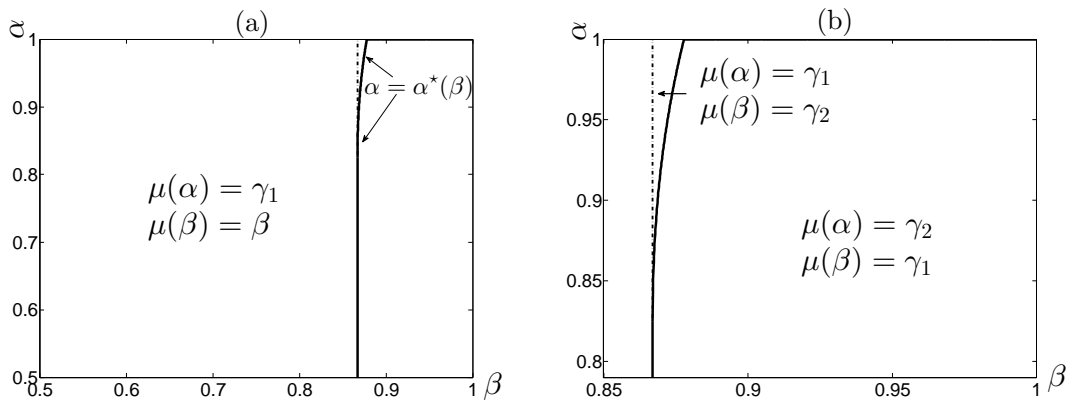 (a)
α
1
0.9
0.8
0.7
0.6
0.5
0.5
0.6
0.7
0.8
0.9
1
β
α = α⋆(β)
μ(α) = γ₁
μ(β) = β
(b)
α
1
0.95
0.9
0.85
0.8
0.85
0.9
0.95
1
β
μ(α) = γ₁
μ(β) = γ₂
μ(α) = γ₂
μ(β) = γ₁